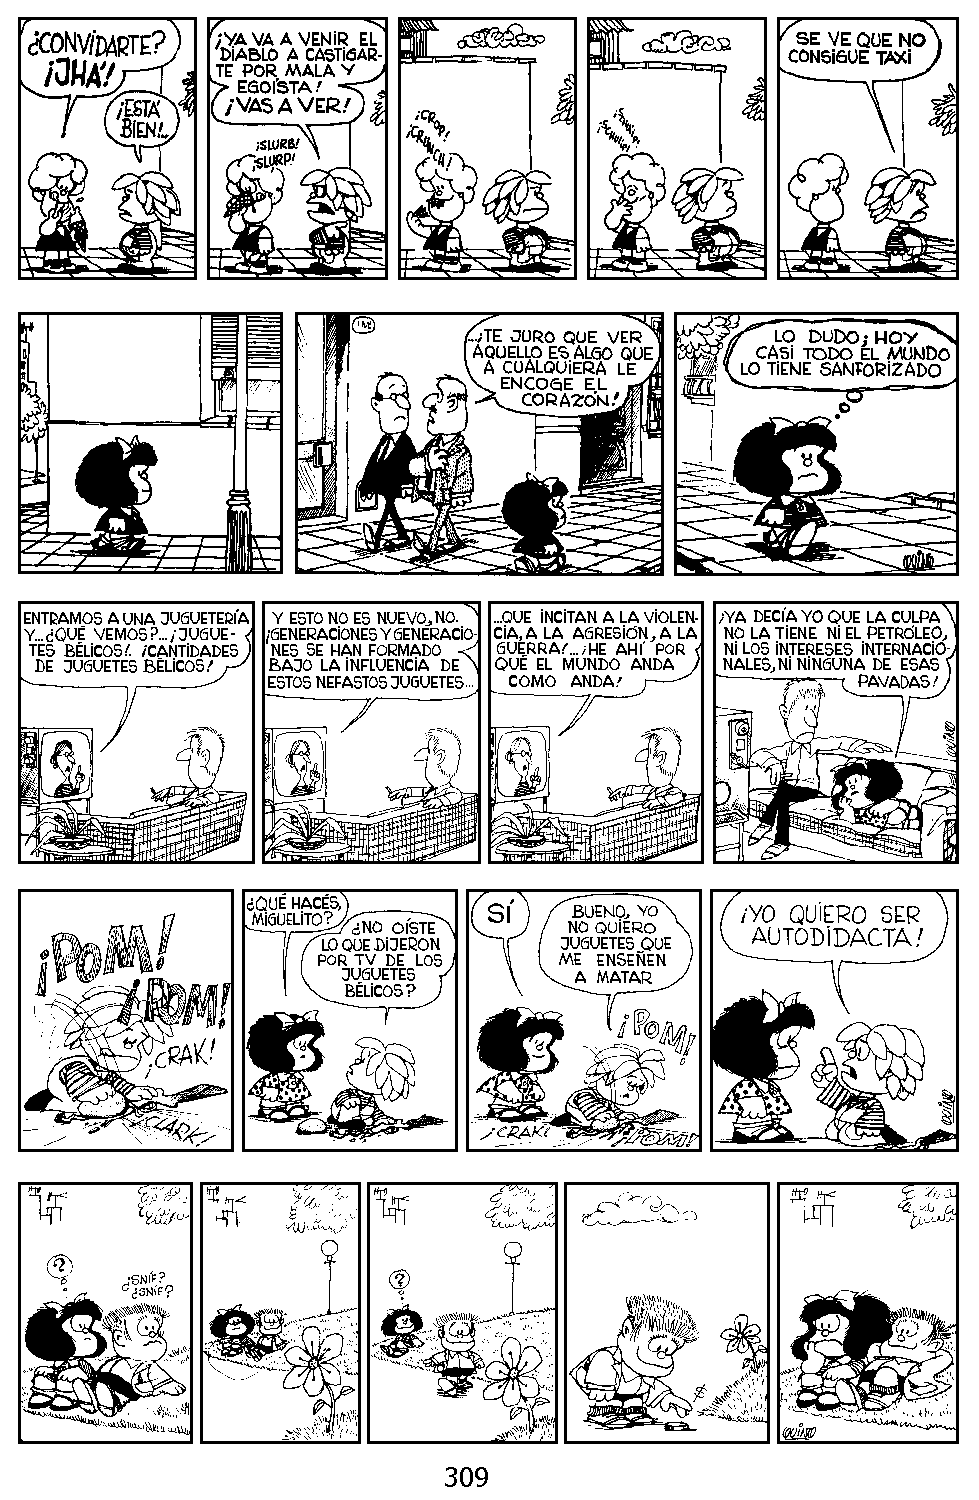 ¿CONVIDARTE?
¡JHA'!
¡ESTÁ
BIEN!..
¡YA VA A VENIR EL
DIABLO A CASTIGAR-
TE POR MALA Y
EGOÍSTA!
¡VAS A VER!
¡SLURB!
¡SLURP!
¡CROP!
¡CRUNCH!
SE VE QUE NO
CONSIGUE TAXI
...¡TE JURO QUE VER
AQUELLO ES ALGO QUE
A CUALQUIERA LE
ENCOGE EL
CORAZÓN!
LO DUDO; HOY
CASI TODO EL MUNDO
LO TIENE SANFORIZADO
QUINO
ENTRAMOS A UNA JUGUETERÍA
Y...¿QUÉ VEMOS?...¡JUGUE-
TES BÉLICOS!. ¡CANTIDADES
DE JUGUETES BÉLICOS!
Y ESTO NO ES NUEVO, NO.
¡GENERACIONES Y GENERACIO-
NES SE HAN FORMADO
BAJO LA INFLUENCIA DE
ESTOS NEFASTOS JUGUETES...
...QUE INCITAN A LA VIOLEN-
CIA, A LA AGRESIÓN, A LA
GUERRA!...¡HE AHÍ POR
QUÉ EL MUNDO ANDA
COMO ANDA!
¡YA DECÍA YO QUE LA CULPA
NO LA TIENE NI EL PETRÓLEO,
NI LOS INTERESES INTERNACIO-
NALES, NI NINGUNA DE ESAS
PAVADAS!
QUINO
¡POM!
¡POM!
¡CRAK!
¡CLARK!
¿QUÉ HACÉS,
MIGUELITO?
¿NO OÍSTE
LO QUE DIJERON
POR TV DE LOS
JUGUETES
BÉLICOS?
SÍ
BUENO, YO
NO QUIERO
JUGUETES QUE
ME ENSEÑEN
A MATAR
¡POM!
¡CRAK!
¡POM!
¡YO QUIERO SER
AUTODIDACTA!
QUINO
?
¿SNIF?
¿SNIF?
?
$
QUINO
309